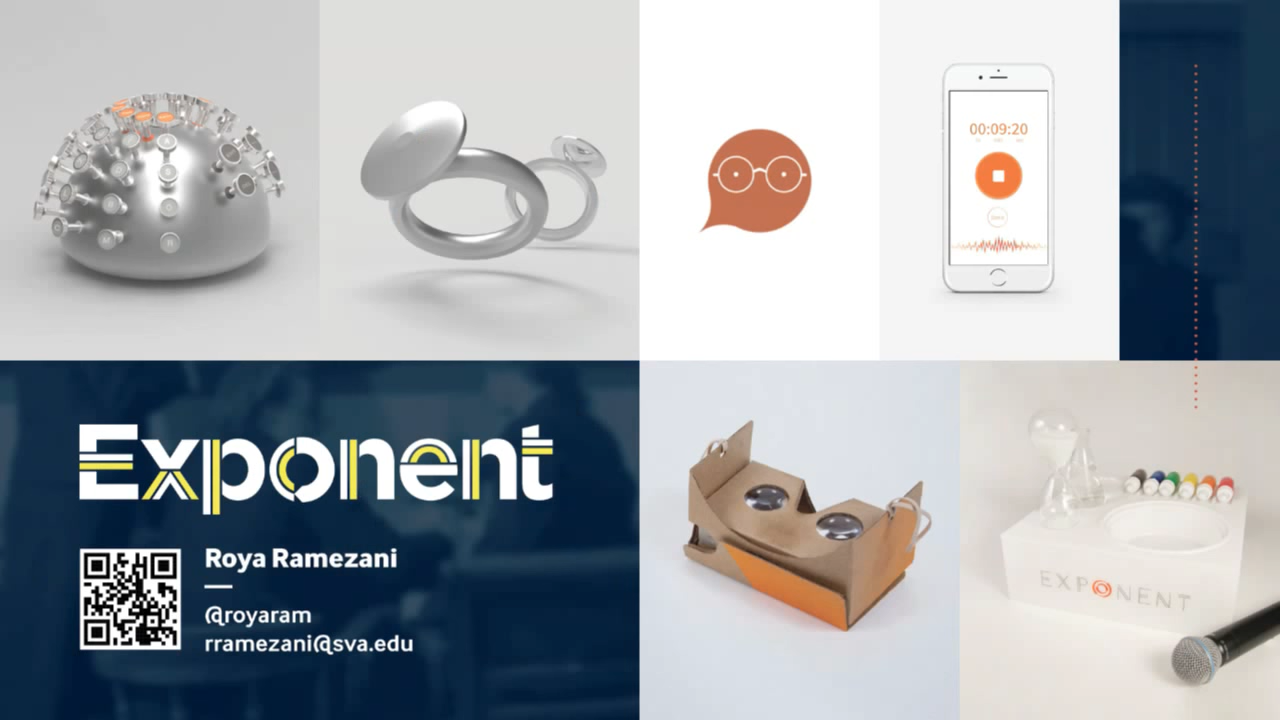 00:09:20
Exponent
Roya Ramezani
@royaram
rramezani@sva.edu
EXPONENT